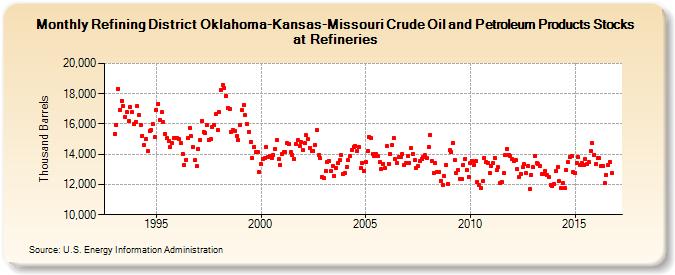 Monthly Refining District Oklahoma-Kansas-Missouri Crude Oil and Petroleum Products Stocks
at Refineries
Thousand Barrels
20,000
18,000
16,000
14,000
12,000
10,000
1995
2000
2005
2010
2015
Source: U.S. Energy Information Administration